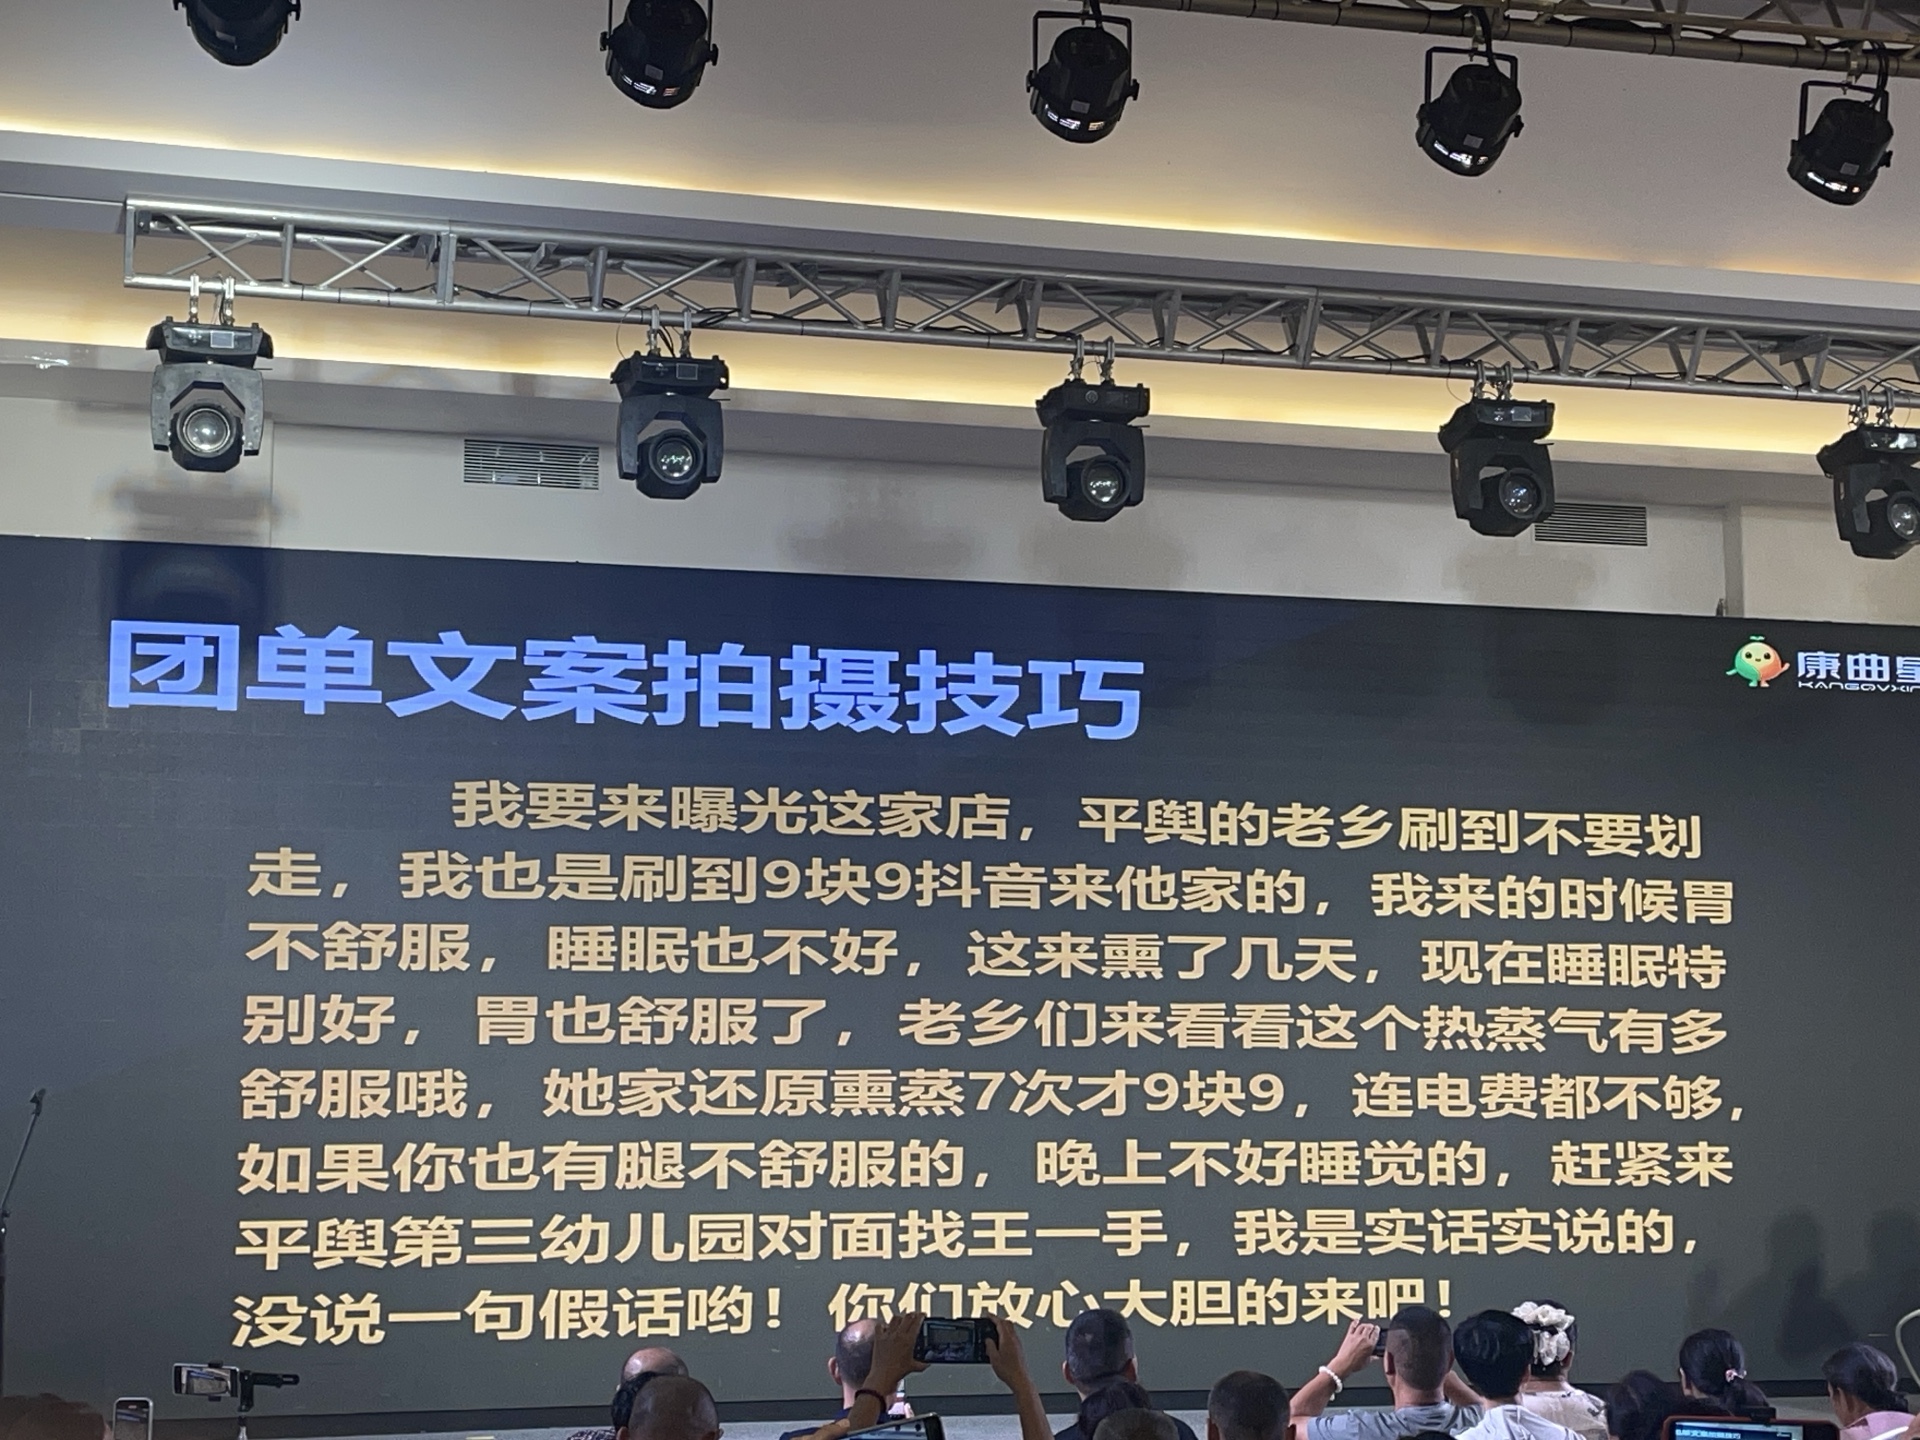 团单文案拍摄技巧
康曲星
KANGQVXIN
我要来曝光这家店，平舆的老乡刷到不要划
走，我也是刷到9块9抖音来他家的，我来的时候胃
不舒服，睡眠也不好，这来熏了几天，现在睡眠特
别好，胃也舒服了，老乡们来看看这个热蒸气有多
舒服哦，她家还原熏蒸7次才9块9，连电费都不够，
如果你也有腿不舒服的，晚上不好睡觉的，赶紧来
平舆第三幼儿园对面找王一手，我是实话实说的，
没说一句假话哟！你们放心大胆的来吧！